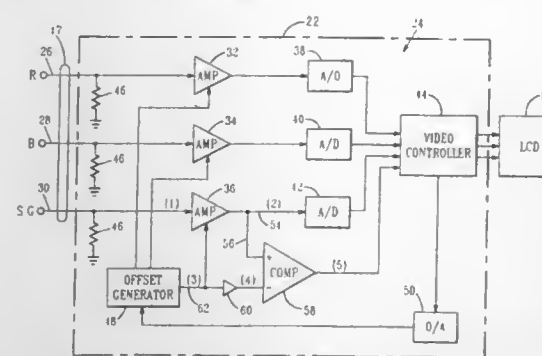 22
24
17
26
R
46
AMP
32
38
A/D
28
B
46
AMP
34
40
A/D
44
VIDEO
CONTROLLER
LCD
30
SG
46
(1)
AMP
36
(2)
54
42
A/D
56
+
-
COMP
58
(5)
OFFSET
GENERATOR
48
(3)
62
(4)
60
50
D/A